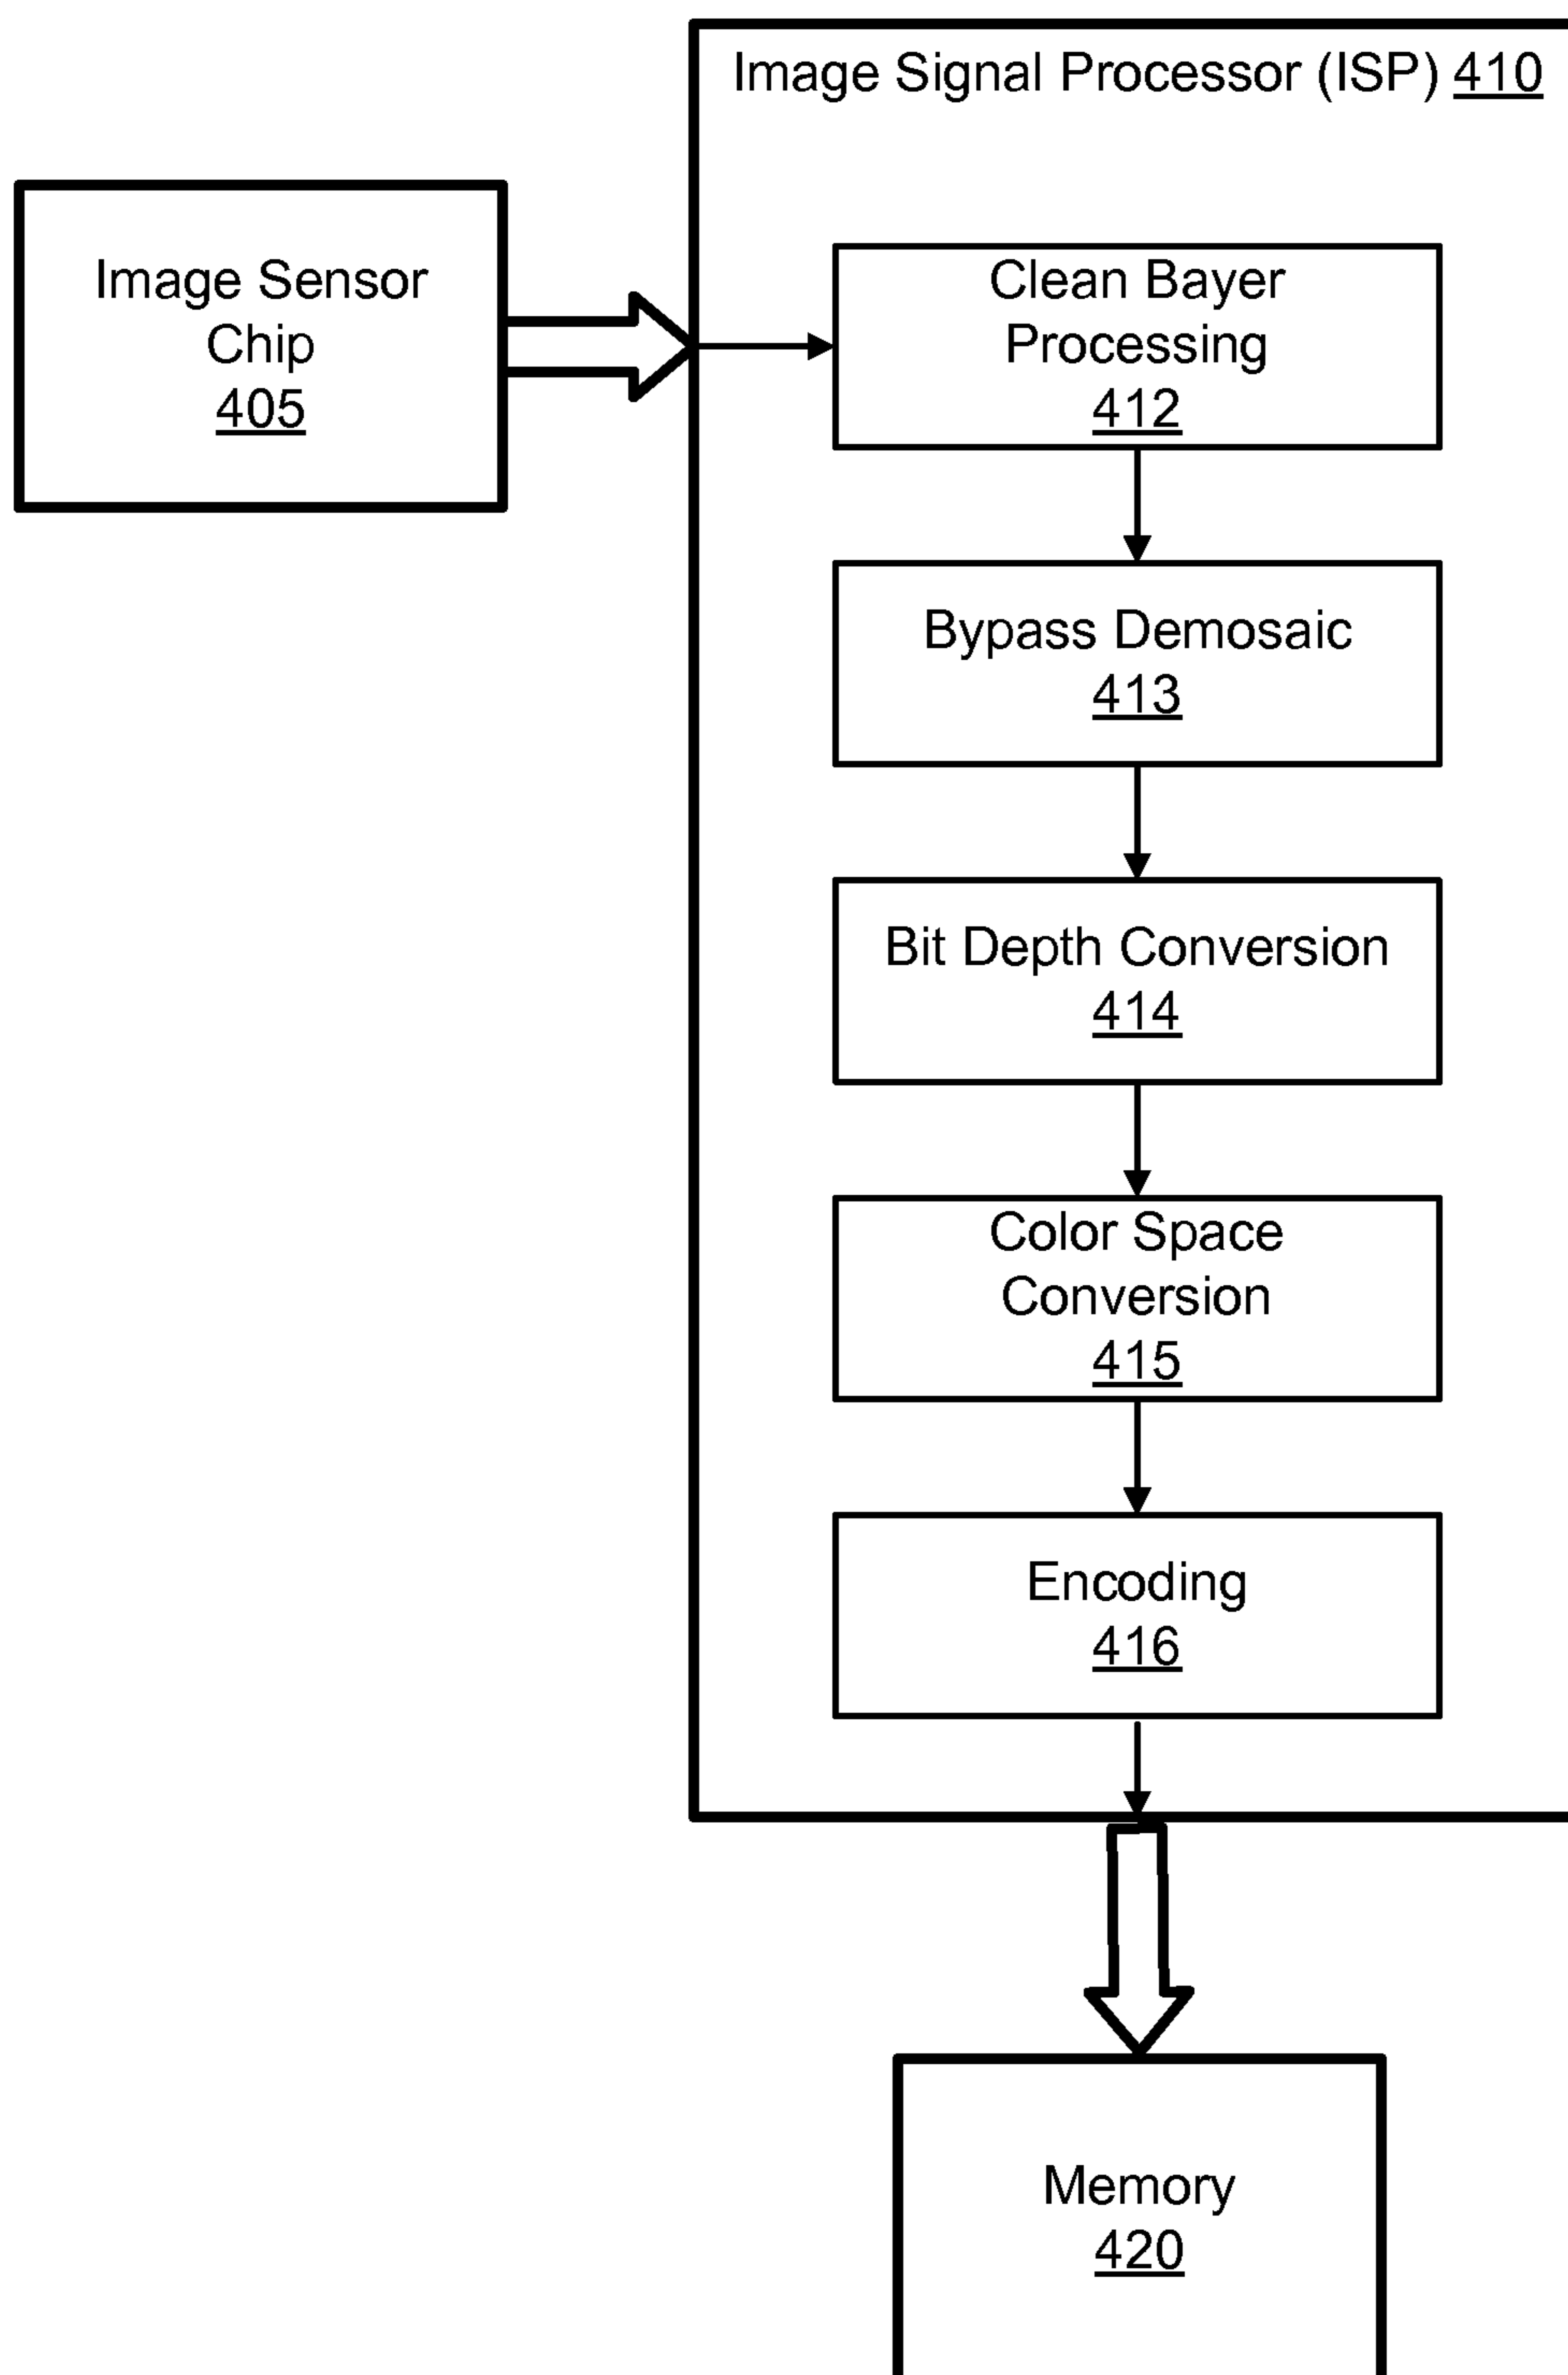 Image Signal Processor (ISP) 410
Image Sensor
Chip
405
Clean Bayer
Processing
412
Bypass Demosaic
413
Bit Depth Conversion
414
Color Space
Conversion
415
Encoding
416
Memory
420